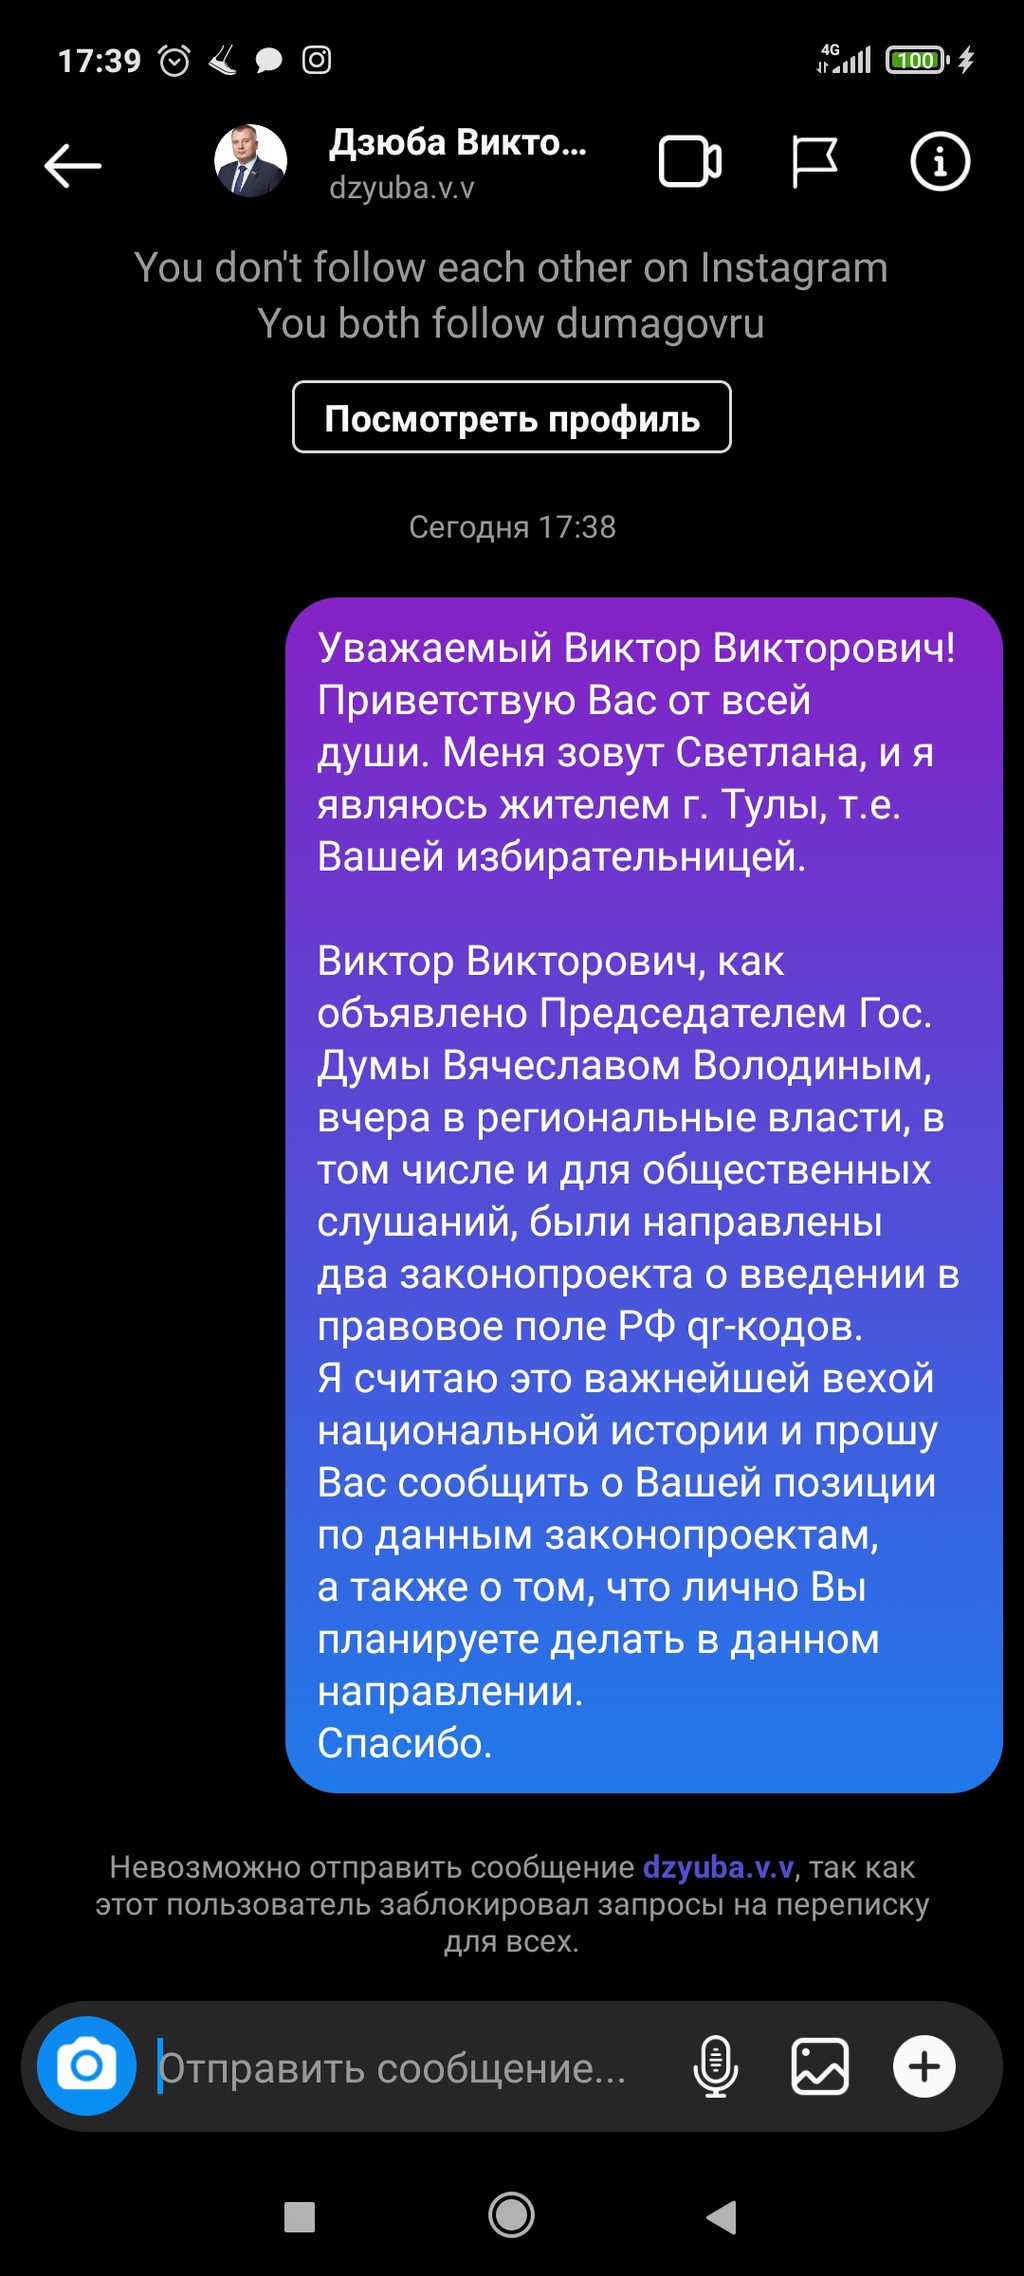 17:39
4G
100
Дзюба Викто...
dzyuba.v.v
You don't follow each other on Instagram
You both follow dumagovru
Посмотреть профиль
Сегодня 17:38
Уважаемый Виктор Викторович!
Приветствую Вас от всей
души. Меня зовут Светлана, и я
являюсь жителем г. Тулы, т.е.
Вашей избирательницей.
Виктор Викторович, как
объявлено Председателем Гос.
Думы Вячеславом Володиным,
вчера в региональные власти, в
том числе и для общественных
слушаний, были направлены
два законопроекта о введении в
правовое поле РФ qr-кодов.
Я считаю это важнейшей вехой
национальной истории и прошу
Вас сообщить о Вашей позиции
по данным законопроектам,
а также о том, что лично Вы
планируете делать в данном
направлении.
Спасибо.
Невозможно отправить сообщение dzyuba.v.v, так как
этот пользователь заблокировал запросы на переписку
для всех.
Отправить сообщение...